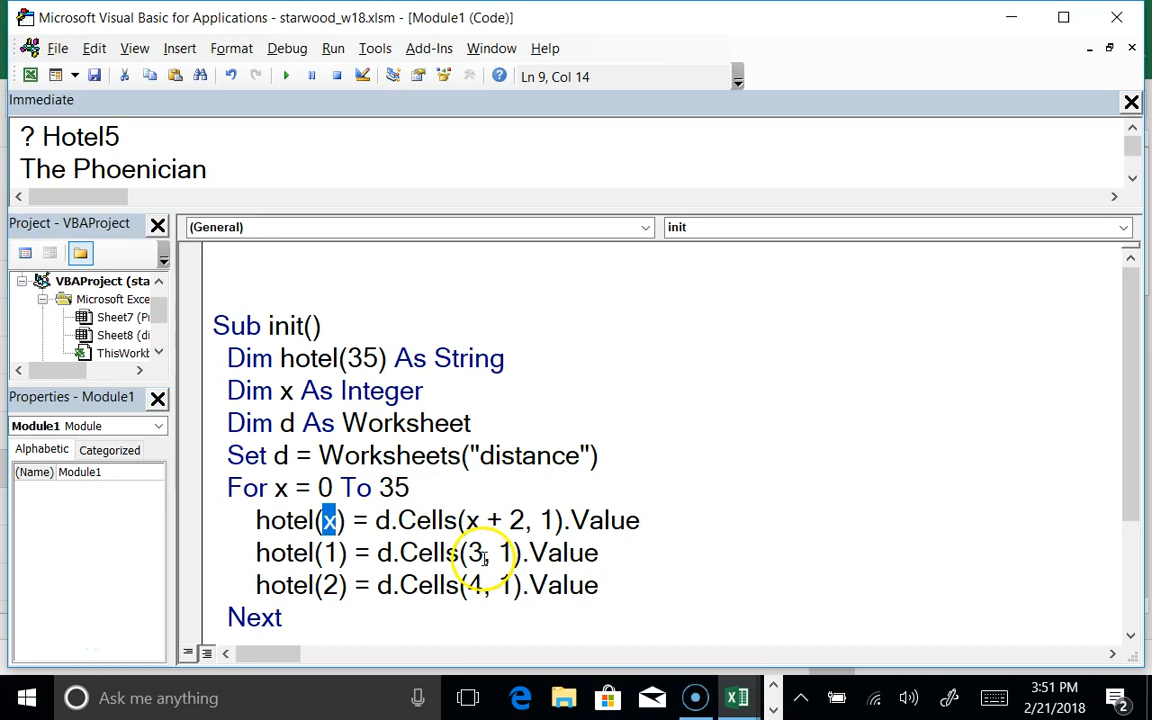 Microsoft Visual Basic for Applications - starwood_w18.xlsm - [Module1 (Code)]
File Edit View Insert Format Debug Run Tools Add-Ins Window Help
Ln 9, Col 14
Immediate
? Hotel5
The Phoenician
Project - VBAProject
(General)
init
VBAProject (sta
Microsoft Exce
Sheet7 (Pr
Sheet8 (di
ThisWorkb
Properties - Module1
Module1 Module
Alphabetic Categorized
(Name) Module1
Sub init()
Dim hotel(35) As String
Dim x As Integer
Dim d As Worksheet
Set d = Worksheets("distance")
For x = 0 To 35
hotel(x) = d.Cells(x + 2, 1).Value
hotel(1) = d.Cells(3, 1).Value
hotel(2) = d.Cells(4, 1).Value
Next
Ask me anything
3:51 PM
2/21/2018
2